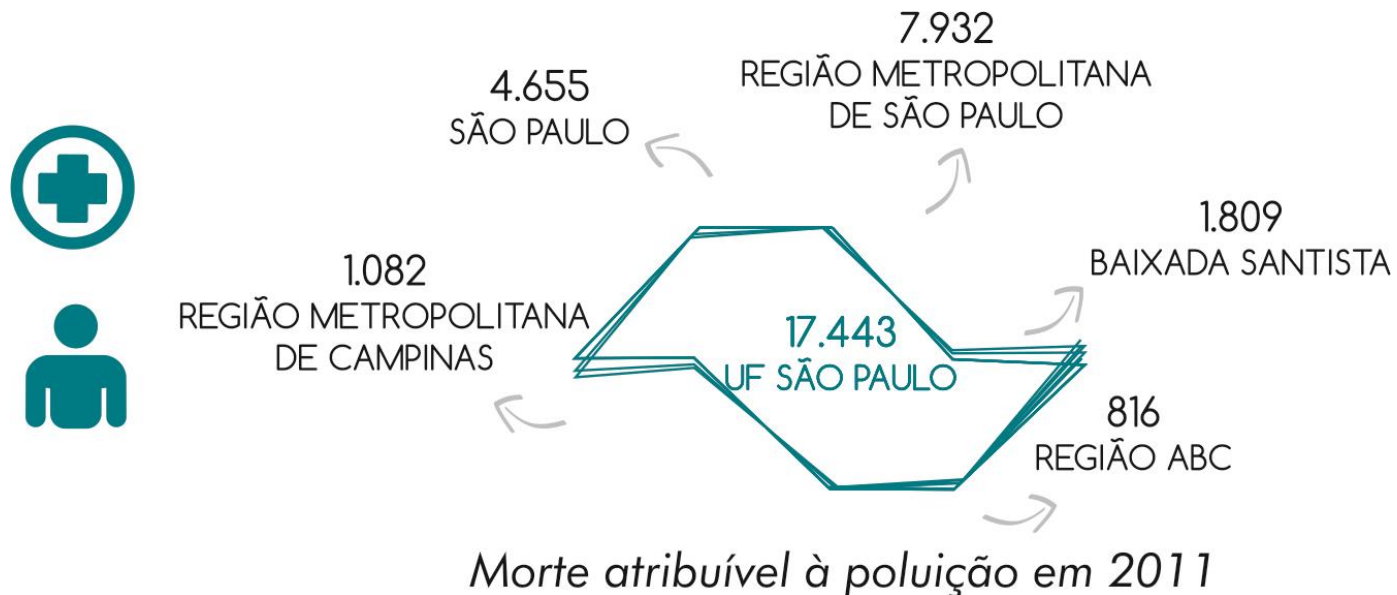 7.932
REGIÃO METROPOLITANA
DE SÃO PAULO
4.655
SÃO PAULO
1.809
BAIXADA SANTISTA
1.082
REGIÃO METROPOLITANA
DE CAMPINAS
17.443
UF SÃO PAULO
816
REGIÃO ABC
Morte atribuível à poluição em 2011